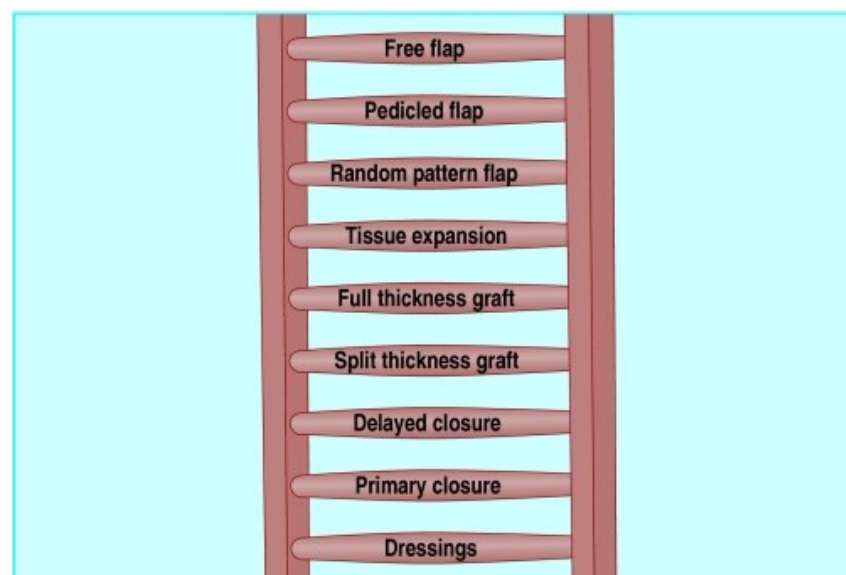 Free flap
Pedicled flap
Random pattern flap
Tissue expansion
Full thickness graft
Split thickness graft
Delayed closure
Primary closure
Dressings